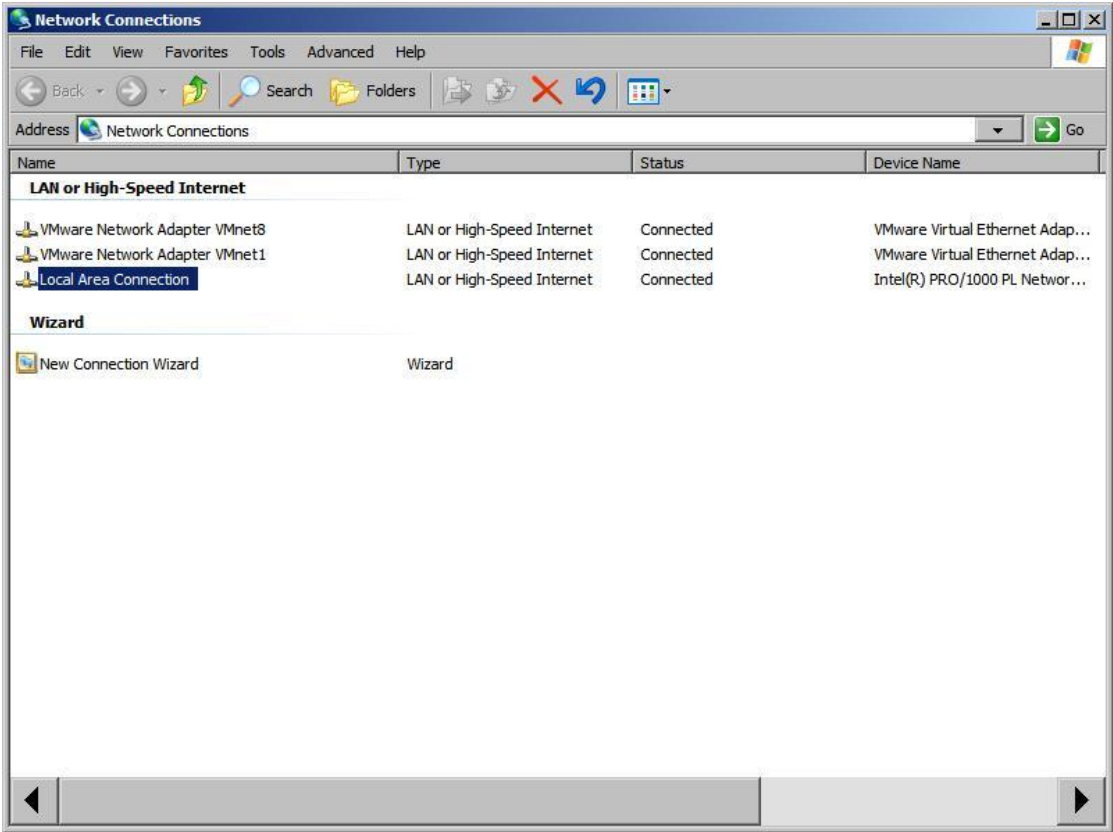 Network Connections
File Edit View Favorites Tools Advanced Help
Back Search Folders
Address Network Connections Go
Name Type Status Device Name
LAN or High-Speed Internet
VMware Network Adapter VMnet8 LAN or High-Speed Internet Connected VMware Virtual Ethernet Adap...
VMware Network Adapter VMnet1 LAN or High-Speed Internet Connected VMware Virtual Ethernet Adap...
Local Area Connection LAN or High-Speed Internet Connected Intel(R) PRO/1000 PL Networ...
Wizard
New Connection Wizard Wizard